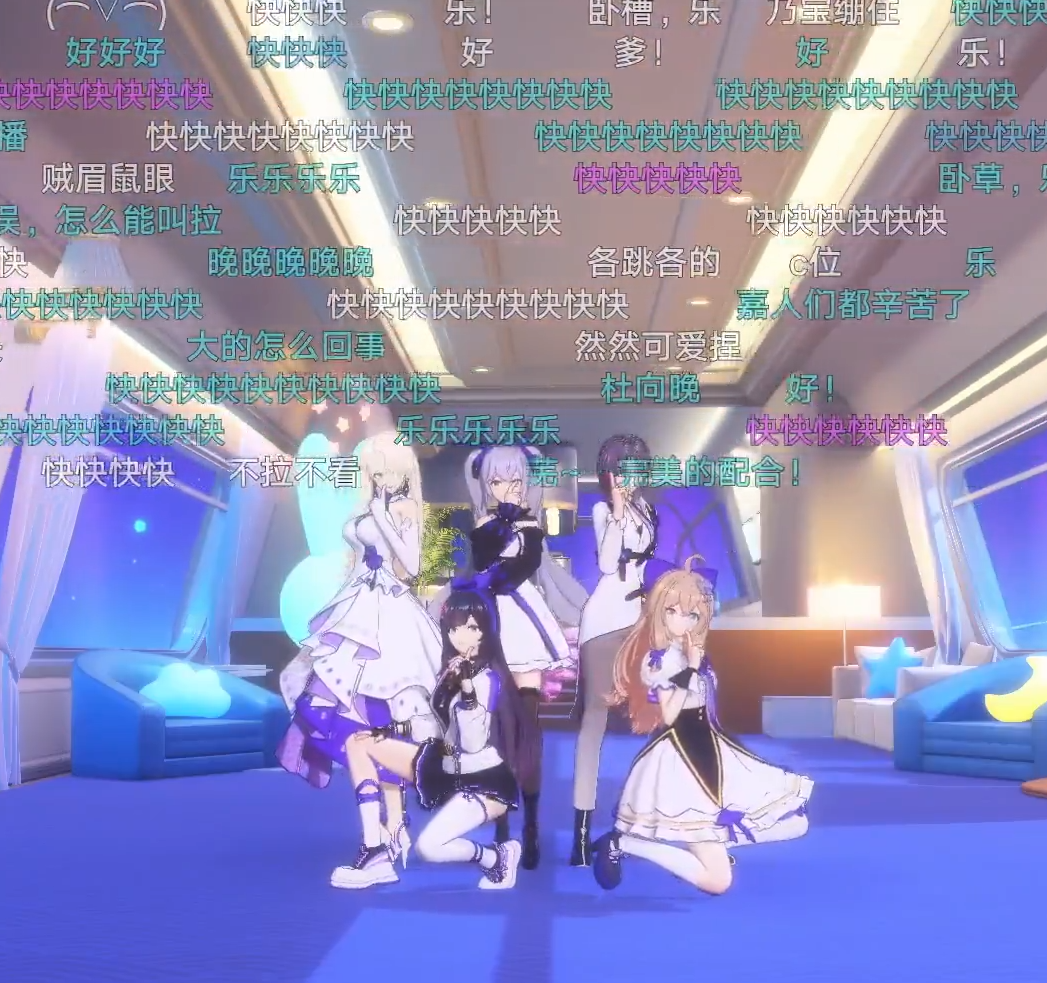 (⌒▽⌒) 快快快 乐！ 卧槽，乐 乃宝绷住 快快快
好好好 快快快 好 爹！ 好 乐！
快快快快快快快 快快快快快快快快 快快快快快快快快快
播 快快快快快快快快 快快快快快快快快 快快快快
贼眉鼠眼 乐乐乐乐 快快快快快 卧草，乐
误，怎么能叫拉 快快快快快 快快快快快快
快 晚晚晚晚晚 各跳各的 c位 乐
快快快快快快 快快快快快快快快快 嘉人们都辛苦了
大的怎么回事 然然可爱捏
快快快快快快快快快快 杜向晚 好！
快快快快快快快 乐乐乐乐乐 快快快快快快
快快快快 不拉不看 芜~ 完美的配合！